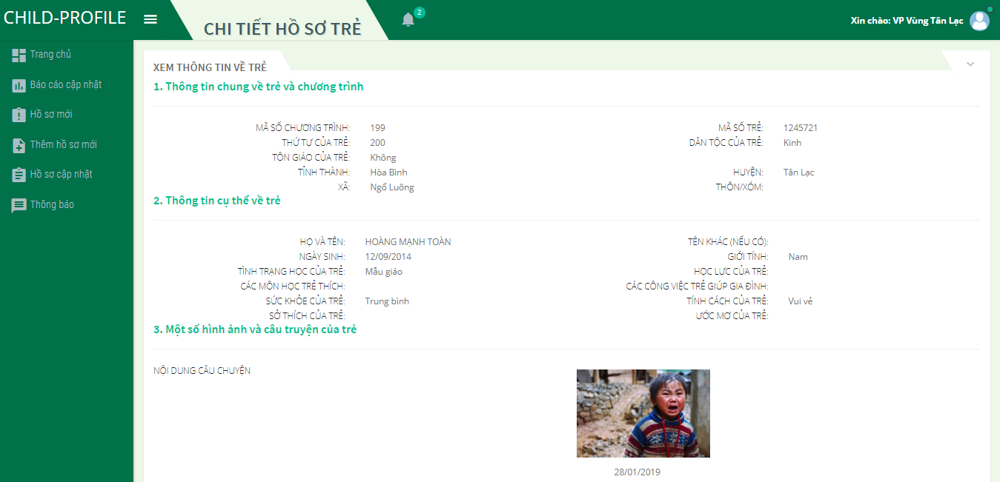 CHILD-PROFILE
CHI TIẾT HỒ SƠ TRẺ
2
Xin chào: VP Vùng Tân Lạc
Trang chủ
Báo cáo cập nhật
Hồ sơ mới
Thêm hồ sơ mới
Hồ sơ cập nhật
Thông báo
XEM THÔNG TIN VỀ TRẺ
1. Thông tin chung về trẻ và chương trình
MÃ SỐ CHƯƠNG TRÌNH: 199 MÃ SỐ TRẺ: 1245721
THỨ TỰ CỦA TRẺ: 200 DÂN TỘC CỦA TRẺ: Kinh
TÔN GIÁO CỦA TRẺ: Không
TỈNH THÀNH: Hòa Bình HUYỆN: Tân Lạc
XÃ: Ngổ Luông THÔN/XÓM:
2. Thông tin cụ thể về trẻ
HỌ VÀ TÊN: HOÀNG MẠNH TOÀN TÊN KHÁC (NẾU CÓ):
NGÀY SINH: 12/09/2014 GIỚI TÍNH: Nam
TÌNH TRẠNG HỌC CỦA TRẺ: Mẫu giáo HỌC LỰC CỦA TRẺ:
CÁC MÔN HỌC TRẺ THÍCH: CÁC CÔNG VIỆC TRẺ GIÚP GIA ĐÌNH:
SỨC KHỎE CỦA TRẺ: Trung bình TÍNH CÁCH CỦA TRẺ: Vui vẻ
SỞ THÍCH CỦA TRẺ: ƯỚC MƠ CỦA TRẺ:
3. Một số hình ảnh và câu truyện của trẻ
NỘI DUNG CÂU CHUYỆN
28/01/2019